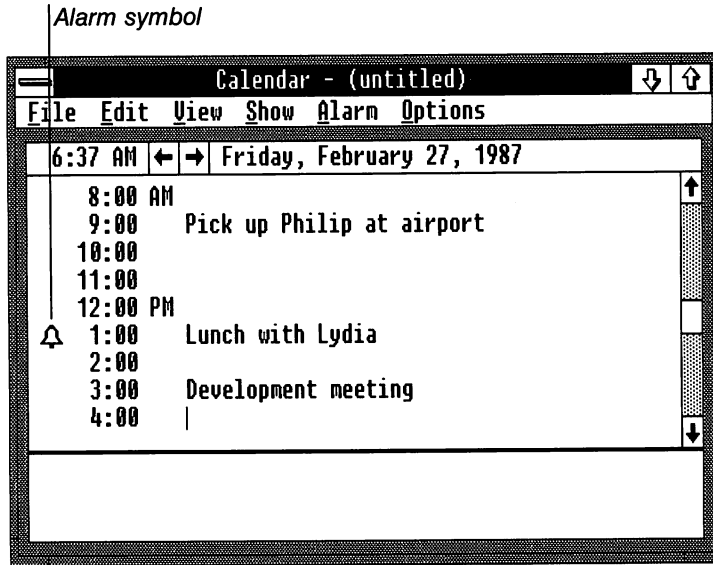 Alarm symbol
Calendar - (untitled)
File Edit View Show Alarm Options
6:37 AM Friday, February 27, 1987
8:00 AM
9:00 Pick up Philip at airport
10:00
11:00
12:00 PM
1:00 Lunch with Lydia
2:00
3:00 Development meeting
4:00